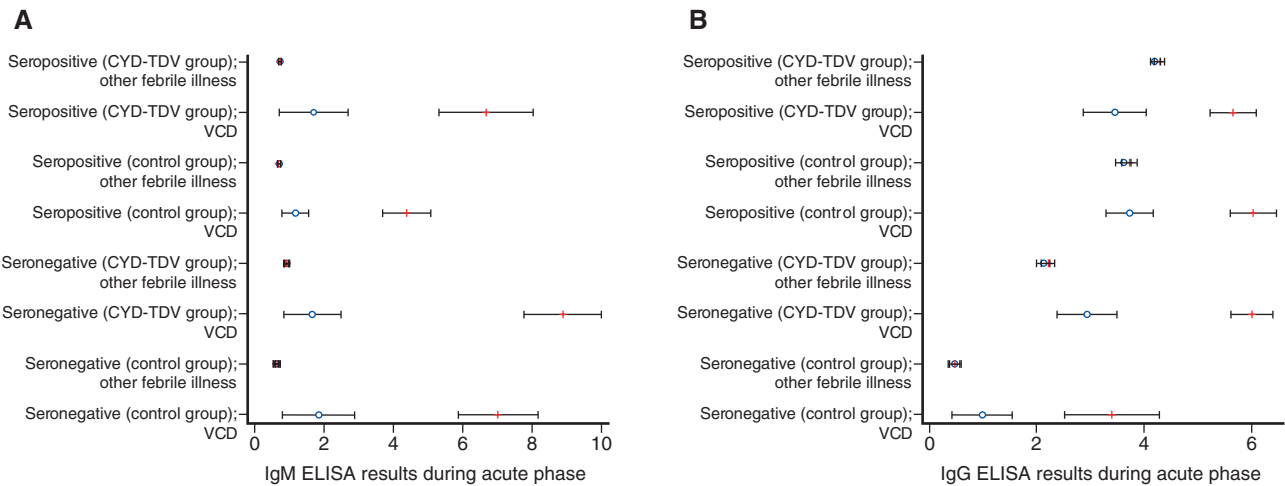 A
Seropositive (CYD-TDV group);
other febrile illness
Seropositive (CYD-TDV group);
VCD
Seropositive (control group);
other febrile illness
Seropositive (control group);
VCD
Seronegative (CYD-TDV group);
other febrile illness
Seronegative (CYD-TDV group);
VCD
Seronegative (control group);
other febrile illness
Seronegative (control group);
VCD
0 2 4 6 8 10
IgM ELISA results during acute phase
B
Seropositive (CYD-TDV group);
other febrile illness
Seropositive (CYD-TDV group);
VCD
Seropositive (control group);
other febrile illness
Seropositive (control group);
VCD
Seronegative (CYD-TDV group);
other febrile illness
Seronegative (CYD-TDV group);
VCD
Seronegative (control group);
other febrile illness
Seronegative (control group);
VCD
0 2 4 6
IgG ELISA results during acute phase